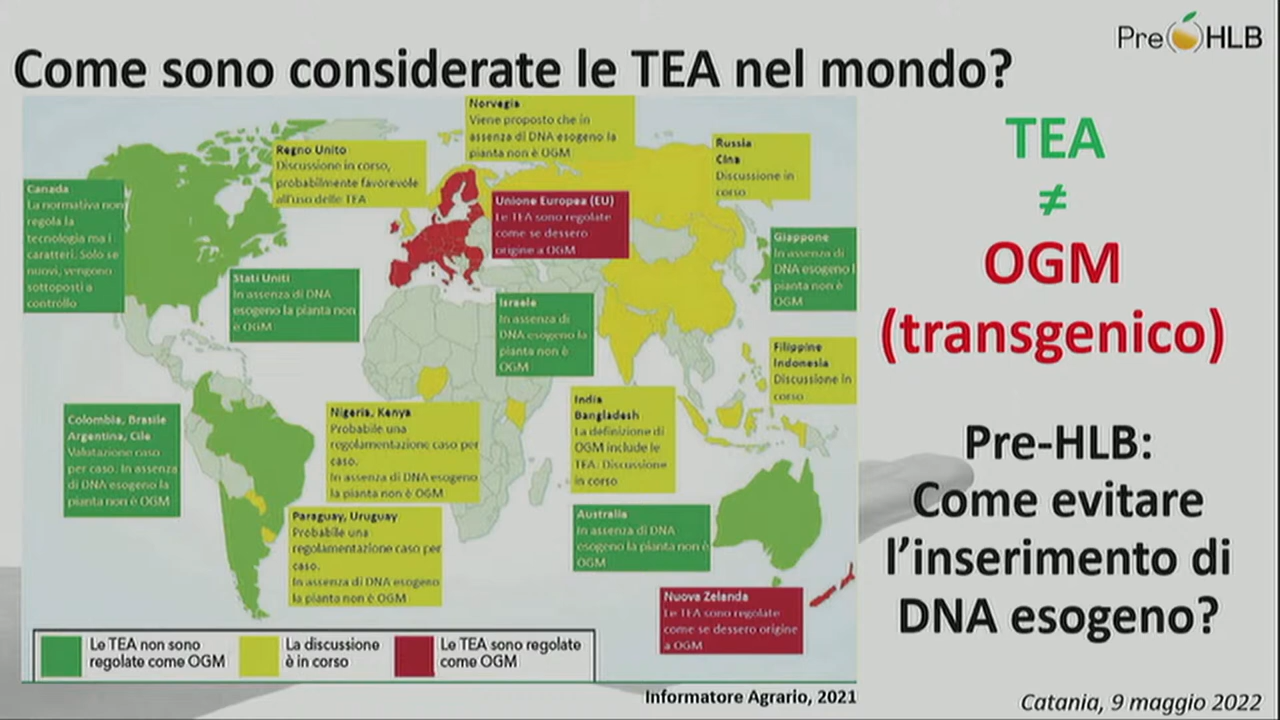 Pre HLB
Come sono considerate le TEA nel mondo?
Norvegia
Viene proposto che in
assenza di DNA esogeno la
pianta non è OGM
Regno Unito
Discussione in corso,
probabilmente favorevole
all'uso delle TEA
Russia
Cina
Discussione in
corso
Canada
La normativa non
regola la
tecnologia ma i
caratteri. Solo se
nuovi, vengono
sottoposti a
controllo
Unione Europea (EU)
Le TEA sono regolate
come se dessero
origine a OGM
Giappone
In assenza di
DNA esogeno l
pianta non è
OGM
Stati Uniti
In assenza di DNA
esogeno la pianta non
è OGM
Israele
In assenza di
DNA esogeno la
pianta non è
OGM
Filippine
Indonesia
Discussione in
corso
Colombia, Brasile
Argentina, Cile
Valutazione caso
per caso. In assenza
di DNA esogeno la
pianta non è OGM
Nigeria, Kenya
Probabile una
regolamentazione caso per
caso.
In assenza di DNA esogeno
la pianta non è OGM
India
Bangladesh
La definizione di
OGM include le
TEA. Discussione
in corso
Paraguay, Uruguay
Probabile una
regolamentazione caso per
caso.
In assenza di DNA esogeno
la pianta non è OGM
Australia
In assenza di DNA
esogeno la pianta non è
OGM
Nuova Zelanda
Le TEA sono regolate
come se dessero origine
a OGM
Le TEA non sono
regolate come OGM
La discussione
è in corso
Le TEA sono regolate
come OGM
Informatore Agrario, 2021
TEA
≠
OGM
(transgenico)
Pre-HLB:
Come evitare
l'inserimento di
DNA esogeno?
Catania, 9 maggio 2022